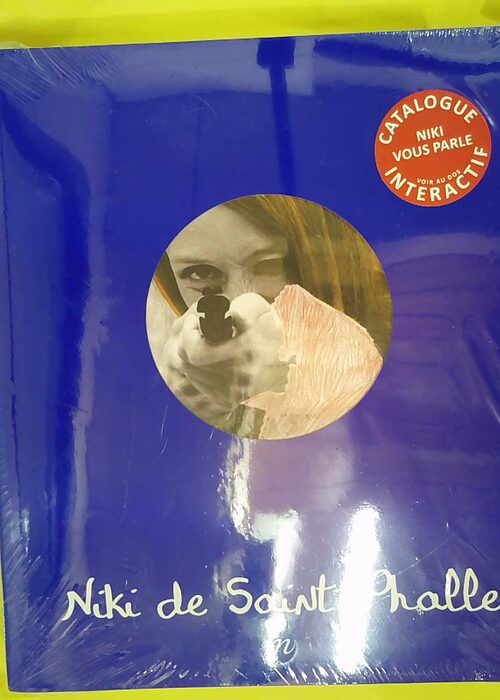 CATALOGUE
NIKI
VOUS PARLE
VOIR AU DOS
INTERACTIF
Niki de Saint Phalle